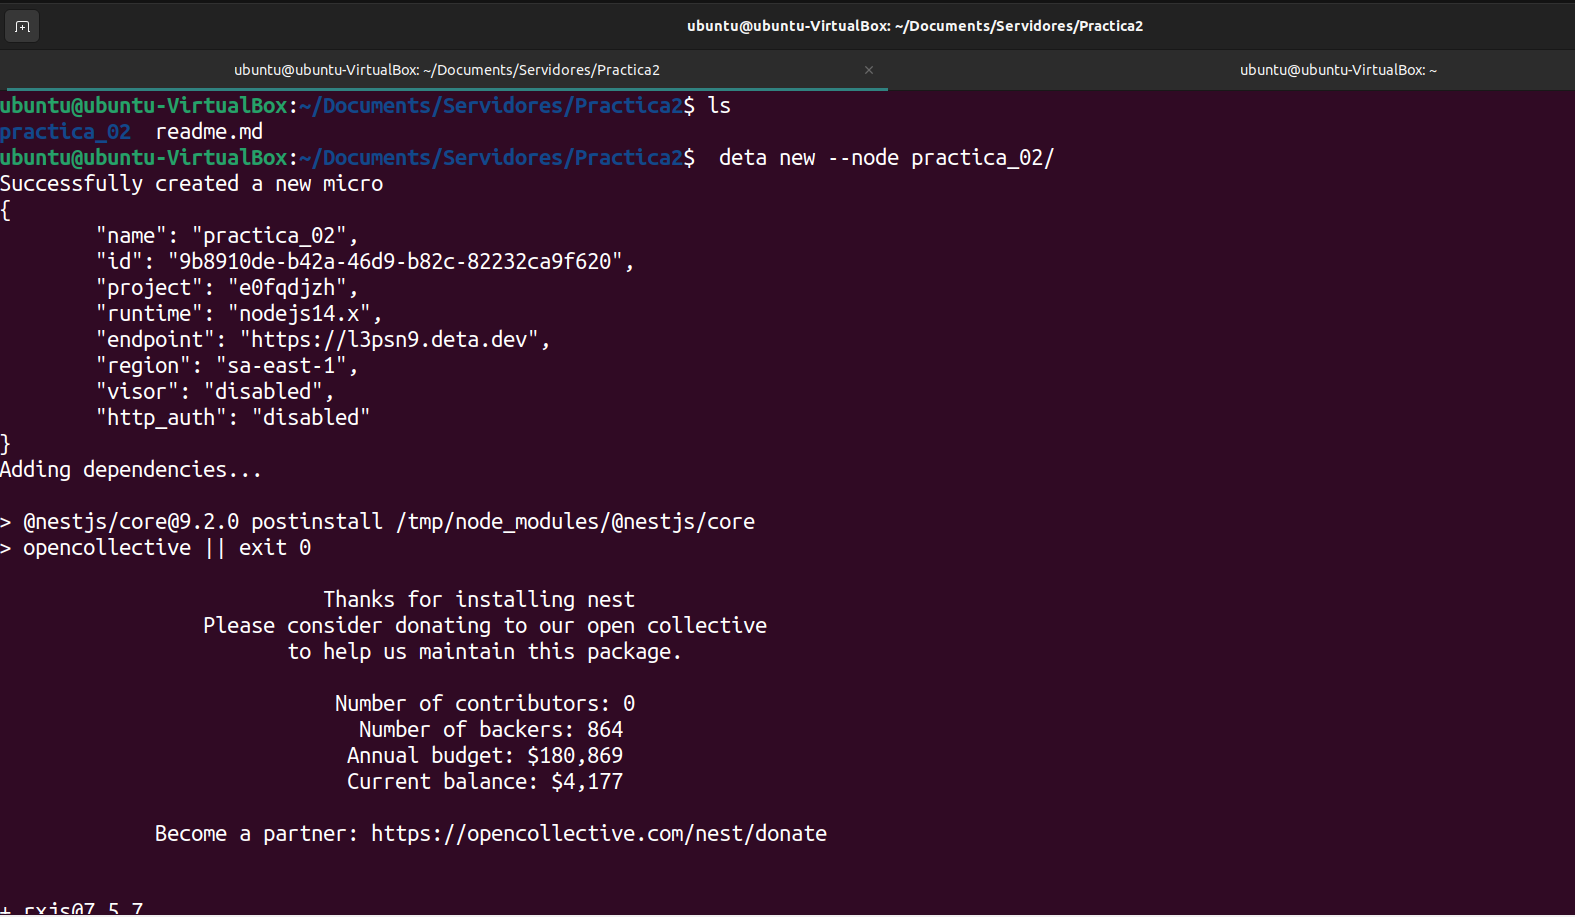 ubuntu@ubuntu-VirtualBox: ~/Documents/Servidores/Practica2
ubuntu@ubuntu-VirtualBox: ~/Documents/Servidores/Practica2 ×
ubuntu@ubuntu-VirtualBox: ~
ubuntu@ubuntu-VirtualBox:~/Documents/Servidores/Practica2$ ls
practica_02  readme.md
ubuntu@ubuntu-VirtualBox:~/Documents/Servidores/Practica2$  deta new --node practica_02/
Successfully created a new micro
{
        "name": "practica_02",
        "id": "9b8910de-b42a-46d9-b82c-82232ca9f620",
        "project": "e0fqdjzh",
        "runtime": "nodejs14.x",
        "endpoint": "https://l3psn9.deta.dev",
        "region": "sa-east-1",
        "visor": "disabled",
        "http_auth": "disabled"
}
Adding dependencies...
> @nestjs/core@9.2.0 postinstall /tmp/node_modules/@nestjs/core
> opencollective || exit 0
Thanks for installing nest
Please consider donating to our open collective
to help us maintain this package.
Number of contributors: 0
Number of backers: 864
Annual budget: $180,869
Current balance: $4,177
Become a partner: https://opencollective.com/nest/donate
+ rxjs@7.5.7